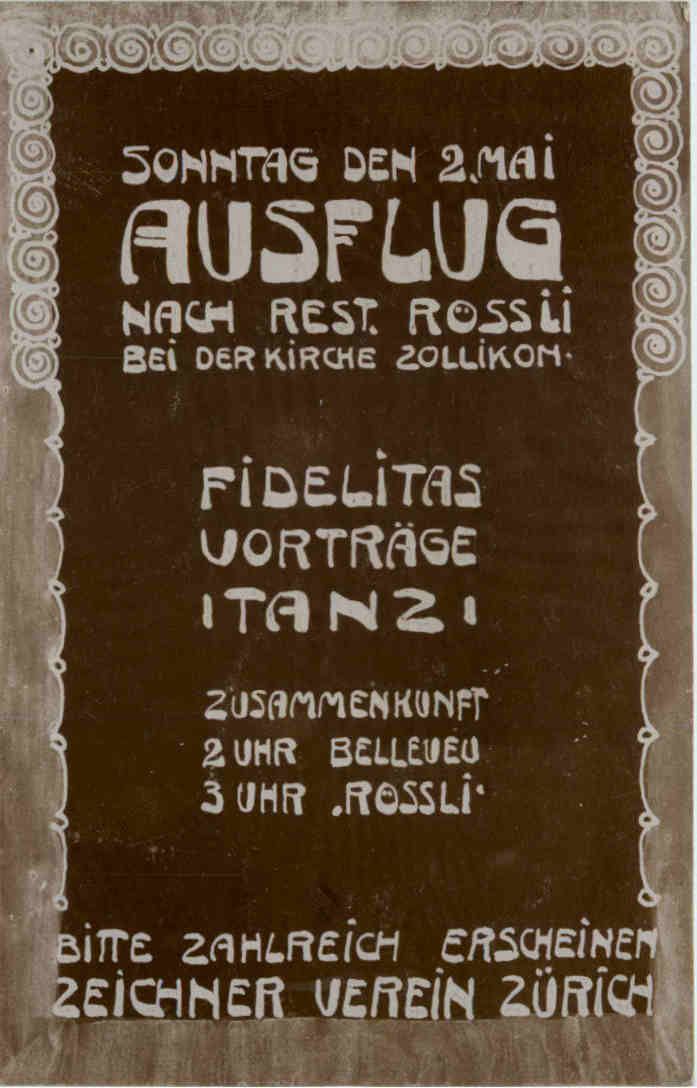 SONNTAG DEN 2. MAI
AUSFLUG
NACH REST. RÖSSLI
BEI DER KIRCHE ZOLLIKON.
FIDELITAS
VORTRÄGE
TANZ
ZUSAMMENKUNFT
2 UHR BELLEVEU
3 UHR „RÖSSLI“
BITTE ZAHLREICH ERSCHEINEN
ZEICHNER VEREIN ZÜRICH